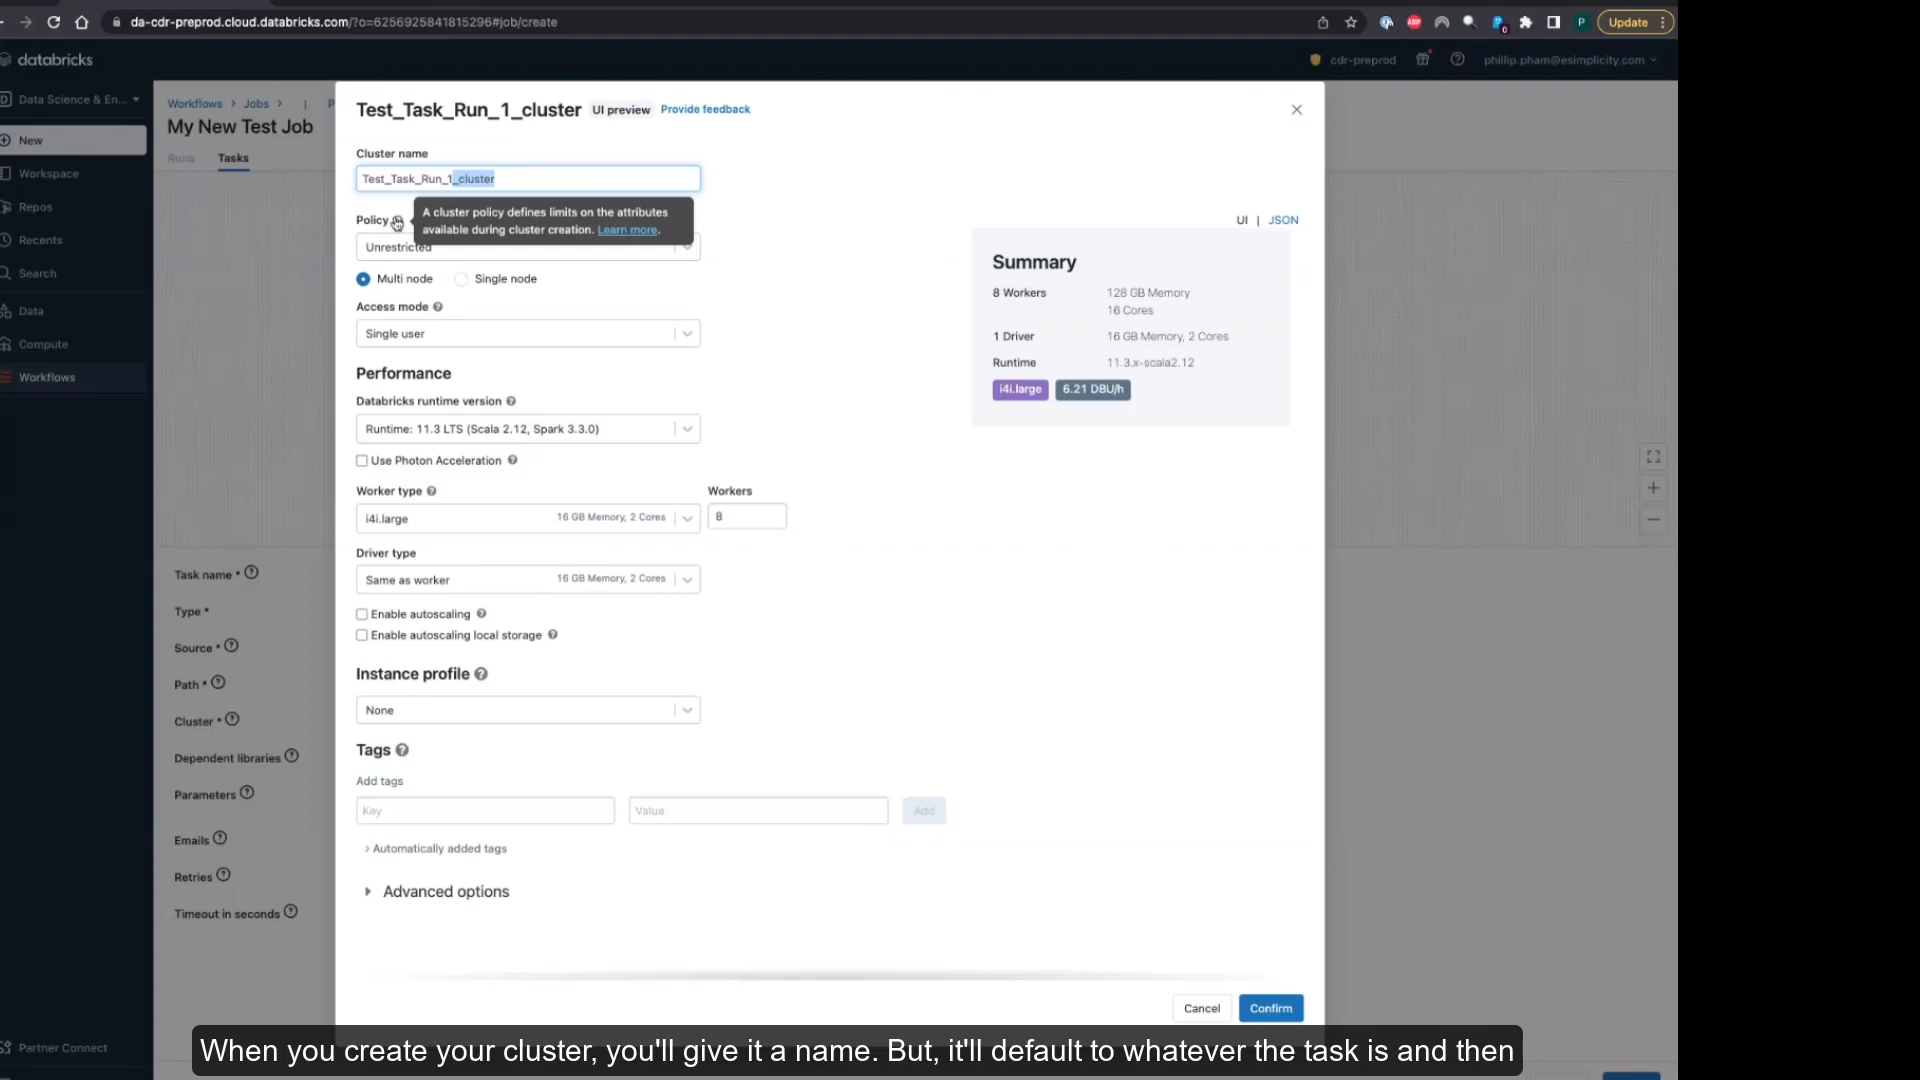 da-cdr-preprod.cloud.databricks.com/?o=6256925841815296#job/create
ABP
0
P
Update
databricks
cdr-preprod
phillip.pham@esimplicity.com
D Data Science & En...
New
Workspace
Repos
Recents
Search
Data
Compute
Workflows
Partner Connect
Workflows > Jobs > | P
My New Test Job
Runs Tasks
Task name *
Type *
Source *
Path *
Cluster *
Dependent libraries
Parameters
Emails
Retries
Timeout in seconds
Test_Task_Run_1_cluster UI preview Provide feedback
Cluster name
Test_Task_Run_1_cluster
Policy
A cluster policy defines limits on the attributes
available during cluster creation. Learn more.
Unrestricted
Multi node Single node
Access mode
Single user
Performance
Databricks runtime version
Runtime: 11.3 LTS (Scala 2.12, Spark 3.3.0)
Use Photon Acceleration
Worker type Workers
i4i.large 16 GB Memory, 2 Cores 8
Driver type
Same as worker 16 GB Memory, 2 Cores
Enable autoscaling
Enable autoscaling local storage
Instance profile
None
Tags
Add tags
Key Value Add
> Automatically added tags
Advanced options
UI | JSON
Summary
8 Workers 128 GB Memory
16 Cores
1 Driver 16 GB Memory, 2 Cores
Runtime 11.3.x-scala2.12
i4i.large 6.21 DBU/h
Cancel Confirm
When you create your cluster, you'll give it a name. But, it'll default to whatever the task is and then